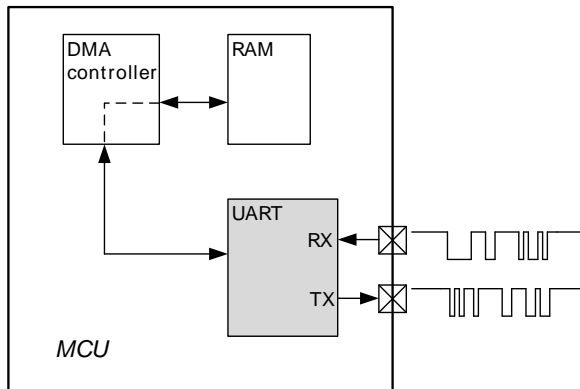 DMA
controller
RAM
UART
RX
TX
MCU